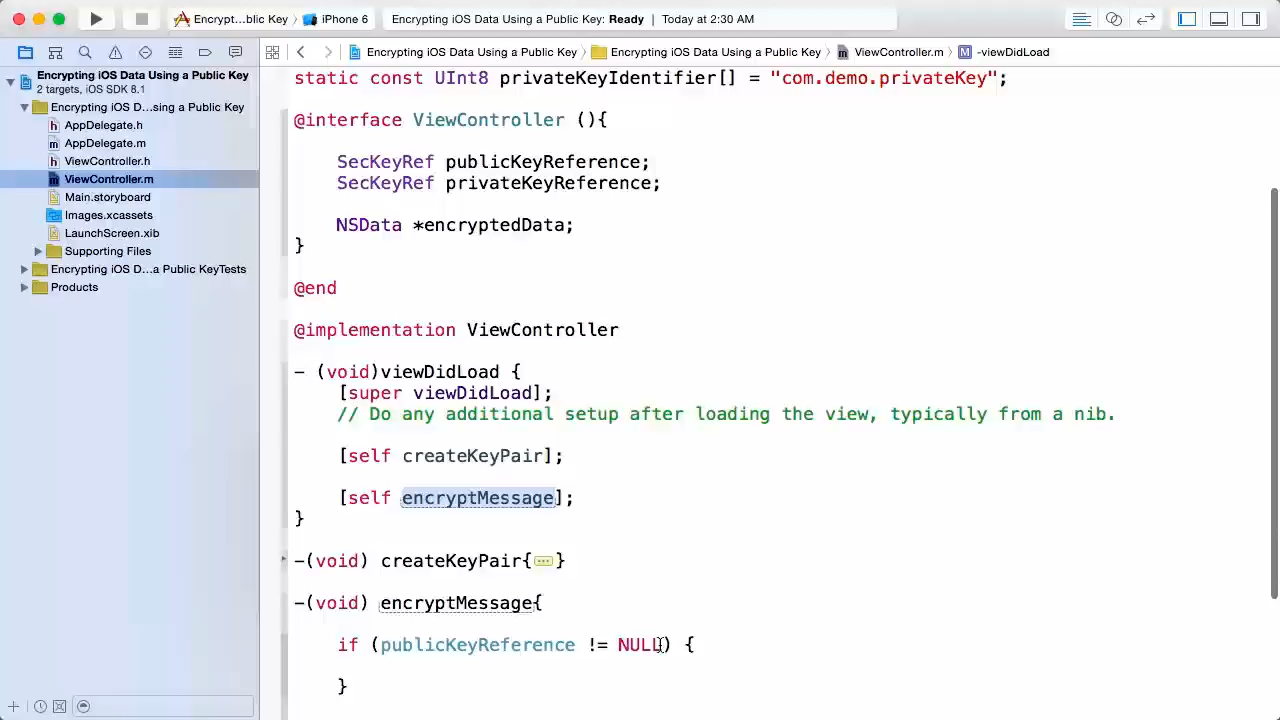 Encrypt...blic Key
iPhone 6
Encrypting iOS Data Using a Public Key: Ready | Today at 2:30 AM
Encrypting iOS Data Using a Public Key
Encrypting iOS Data Using a Public Key
ViewController.m
M
-viewDidLoad
Encrypting iOS Data Using a Public Key
2 targets, iOS SDK 8.1
Encrypting iOS D...sing a Public Key
h AppDelegate.h
m AppDelegate.m
h ViewController.h
m ViewController.m
Main.storyboard
Images.xcassets
LaunchScreen.xib
Supporting Files
Encrypting iOS D...a Public KeyTests
Products
static const UInt8 privateKeyIdentifier[] = "com.demo.privateKey";
@interface ViewController (){
SecKeyRef publicKeyReference;
SecKeyRef privateKeyReference;
NSData *encryptedData;
}
@end
@implementation ViewController
- (void)viewDidLoad {
[super viewDidLoad];
// Do any additional setup after loading the view, typically from a nib.
[self createKeyPair];
[self encryptMessage];
}
-(void) createKeyPair{...}
-(void) encryptMessage{
if (publicKeyReference != NULL) {
}